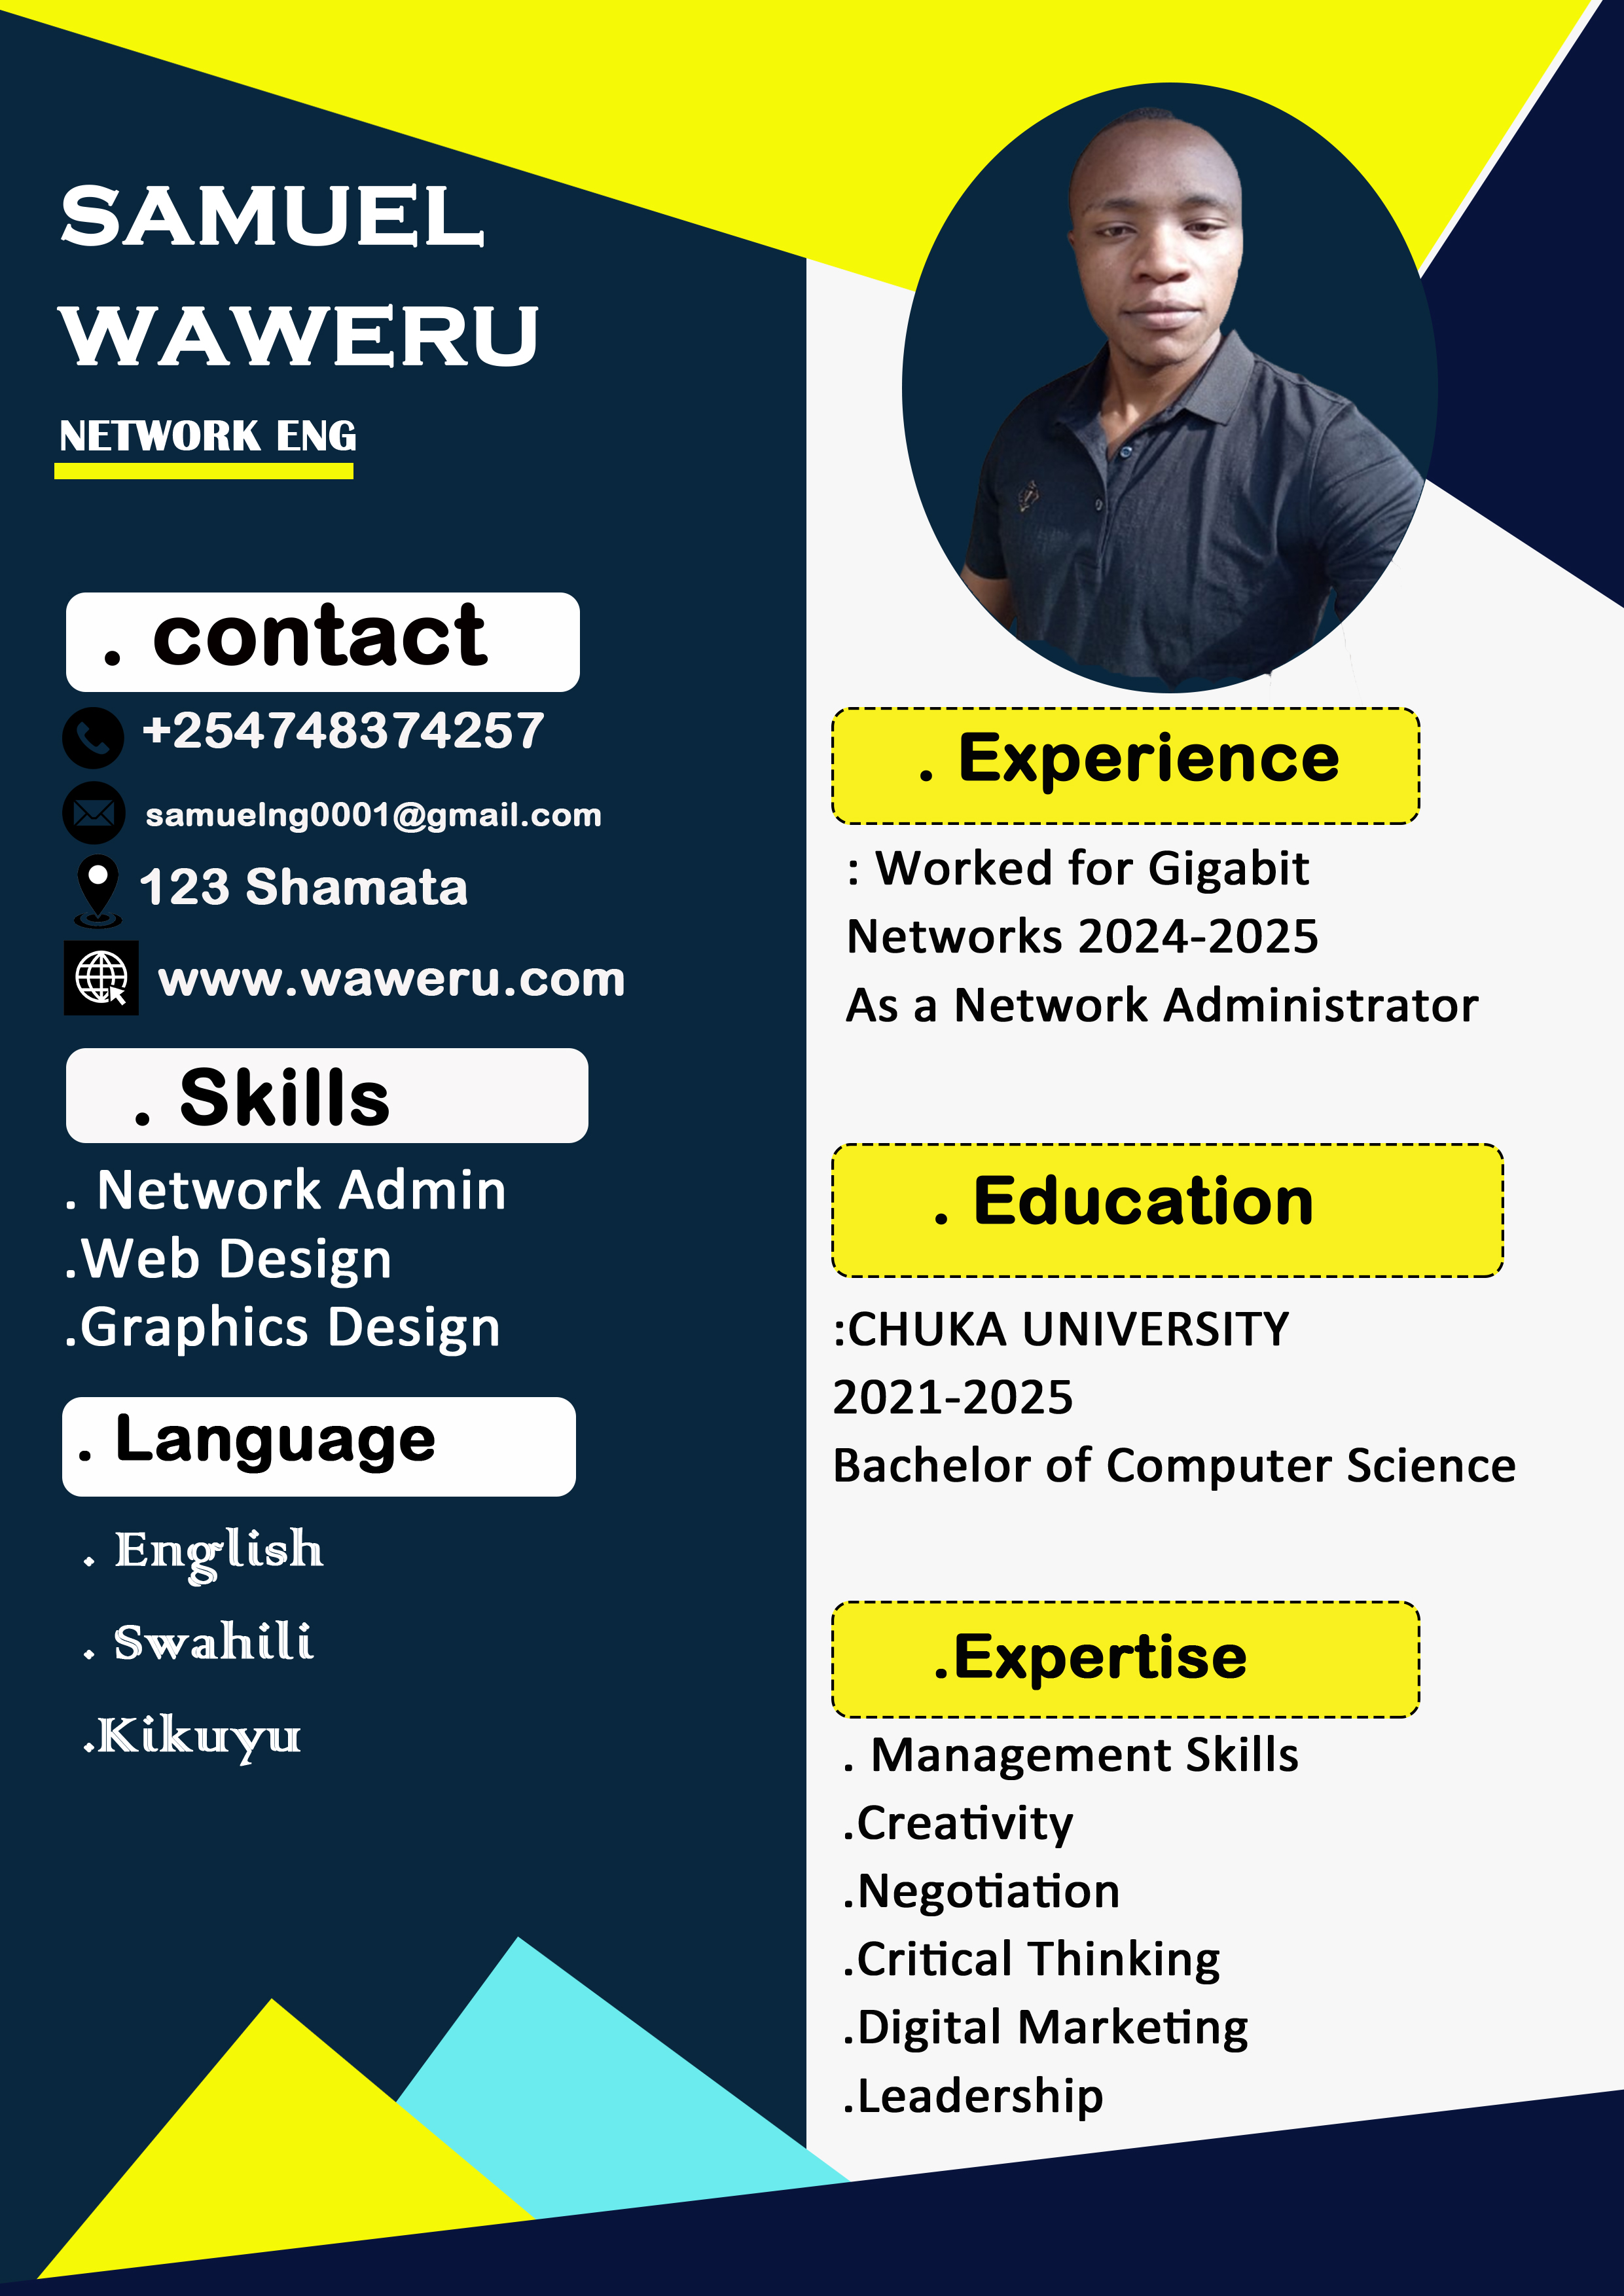 SAMUEL
WAWERU
NETWORK ENG
. contact
+254748374257
samuelng0001@gmail.com
123 Shamata
www.waweru.com
. Skills
. Network Admin
.Web Design
.Graphics Design
. Language
. English
. Swahili
.Kikuyu
. Experience
: Worked for Gigabit
Networks 2024-2025
As a Network Administrator
. Education
:CHUKA UNIVERSITY
2021-2025
Bachelor of Computer Science
.Expertise
. Management Skills
.Creativity
.Negotiation
.Critical Thinking
.Digital Marketing
.Leadership